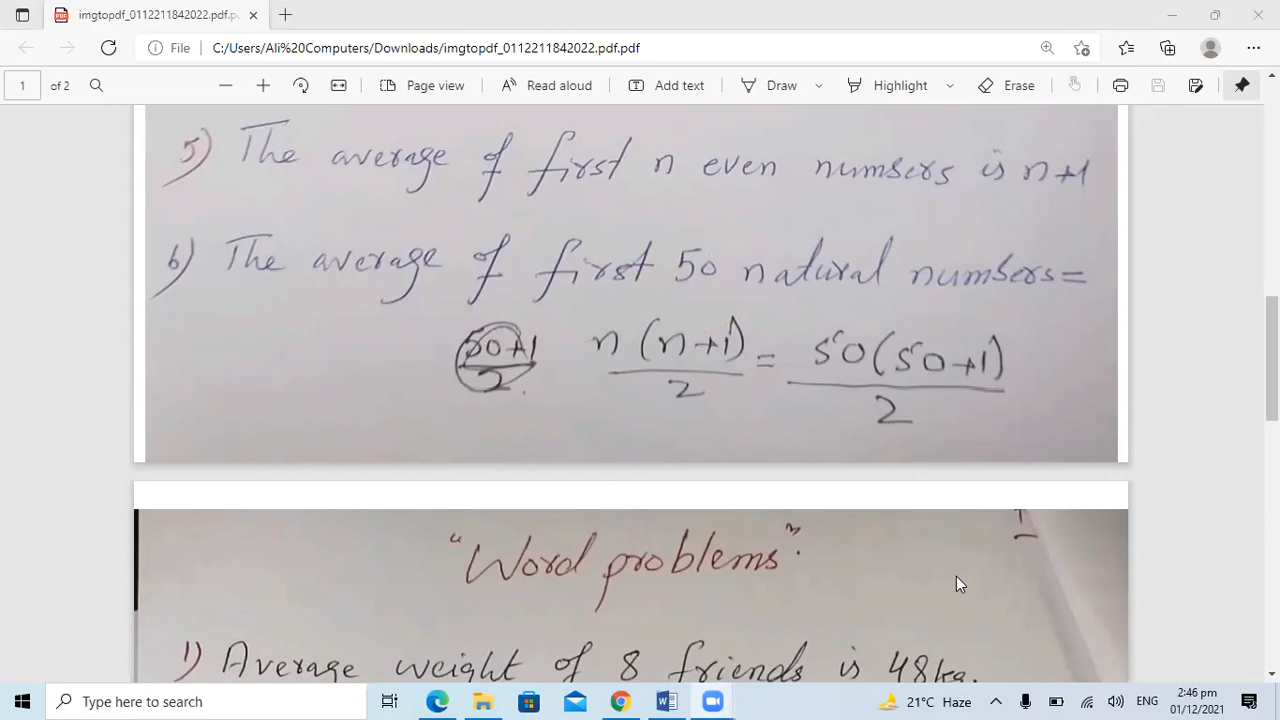 imgtopdf_0112211842022.pdf.p
File C:/Users/Ali%20Computers/Downloads/imgtopdf_0112211842022.pdf.pdf
1 of 2 Page view Read aloud Add text Draw Highlight Erase
5) The average of first n even numbers is n+1
6) The average of first 50 natural numbers=
50+1/2 n(n+1)/2 = 50(50+1)/2
"Word problems".
1) Average weight of 8 friends is 48kg.
Type here to search
21°C Haze
ENG
2:46 pm
01/12/2021